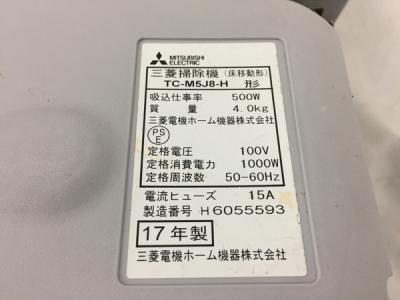 MITSUBISHI
ELECTRIC
三菱掃除機 (床移動形)
TC-M5J8-H 形
吸込仕事率 500W
質量 4.0kg
三菱電機ホーム機器株式会社
PS
E
定格電圧 100V
定格消費電力 1000W
定格周波数 50-60Hz
電流ヒューズ 15A
製造番号 H6055593
17年製
三菱電機ホーム機器株式会社